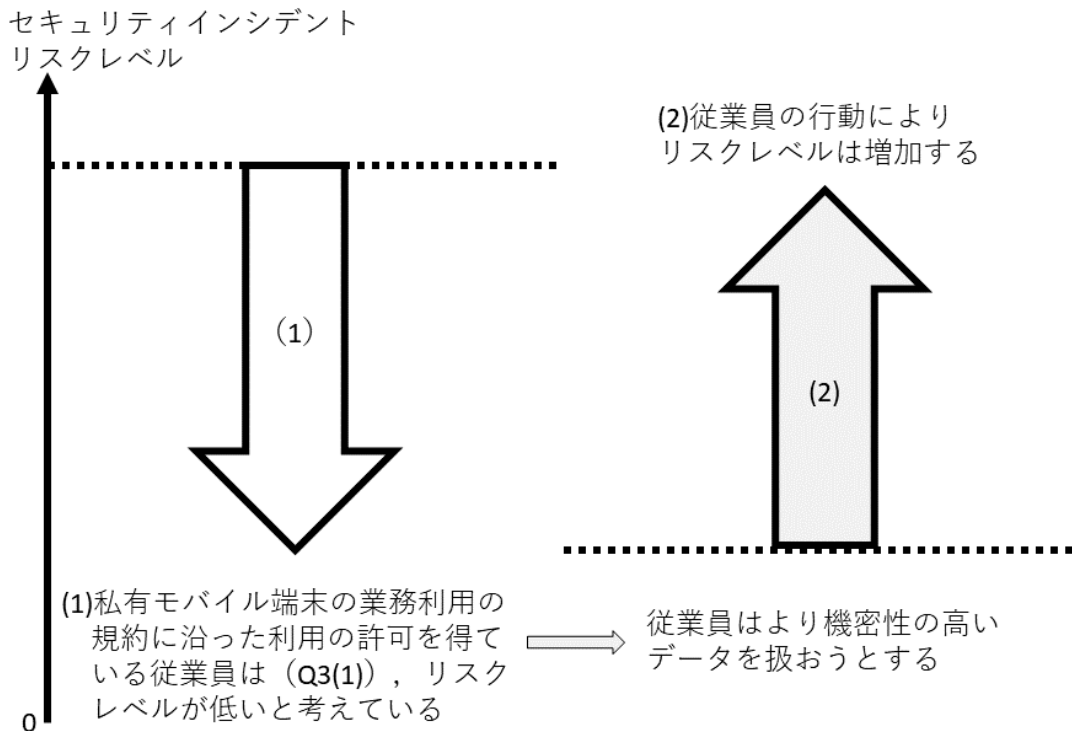 セキュリティインシデント
リスクレベル
(2)従業員の行動により
リスクレベルは増加する
（1）
(2)
(1)私有モバイル端末の業務利用の
規約に沿った利用の許可を得て
いる従業員は（Q3(1)），リスク
レベルが低いと考えている
従業員はより機密性の高い
データを扱おうとする
0